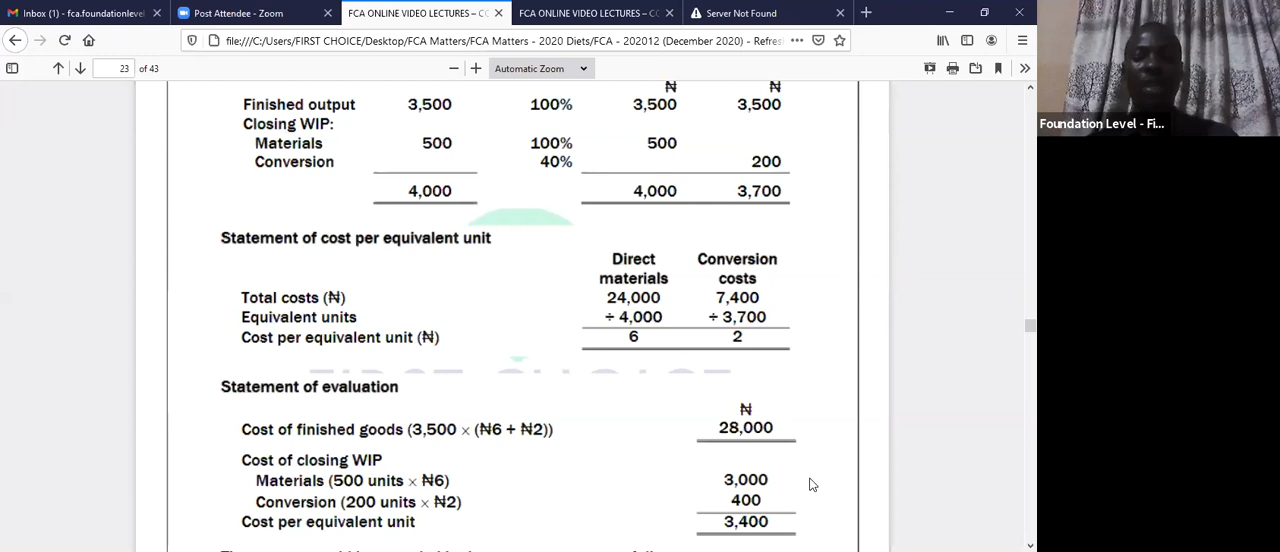 Inbox (1) - fca.foundationlevel
Post Attendee - Zoom
FCA ONLINE VIDEO LECTURES – CO
FCA ONLINE VIDEO LECTURES – CO
Server Not Found
file:///C:/Users/FIRST CHOICE/Desktop/FCA Matters/FCA Matters - 2020 Diets/FCA - 202012 (December 2020) - Refres
23 of 43
Automatic Zoom
Foundation Level - Fi...
₦ ₦
Finished output 3,500 100% 3,500 3,500
Closing WIP:
Materials 500 100% 500
Conversion 40% 200
4,000 4,000 3,700
Statement of cost per equivalent unit
Direct Conversion
materials costs
Total costs (₦) 24,000 7,400
Equivalent units ÷ 4,000 ÷ 3,700
Cost per equivalent unit (₦) 6 2
FIRST CHOICE
Statement of evaluation
₦
Cost of finished goods (3,500 × (₦6 + ₦2)) 28,000
Cost of closing WIP
Materials (500 units × ₦6) 3,000
Conversion (200 units × ₦2) 400
Cost per equivalent unit 3,400